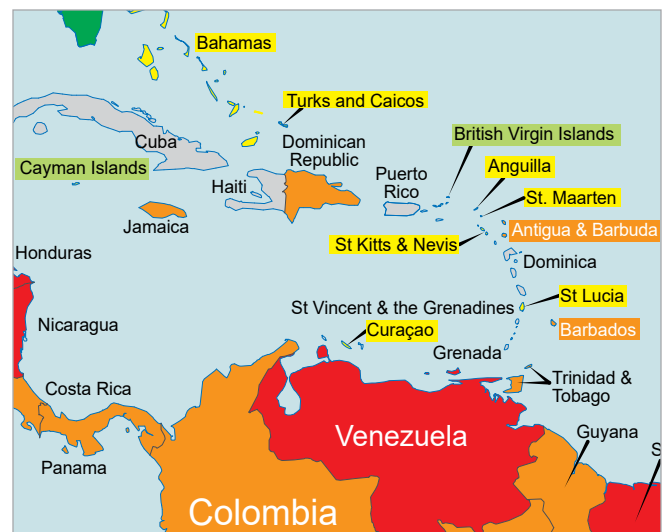 Bahamas
Turks and Caicos
British Virgin Islands
Cuba
Dominican
Republic
Cayman Islands
Puerto
Rico
Anguilla
Haiti
St. Maarten
Jamaica
Antigua & Barbuda
St Kitts & Nevis
Honduras
Dominica
St Lucia
St Vincent & the Grenadines
Nicaragua
Curaçao
Barbados
Grenada
Costa Rica
Trinidad &
Tobago
Venezuela
Guyana
S
Panama
Colombia